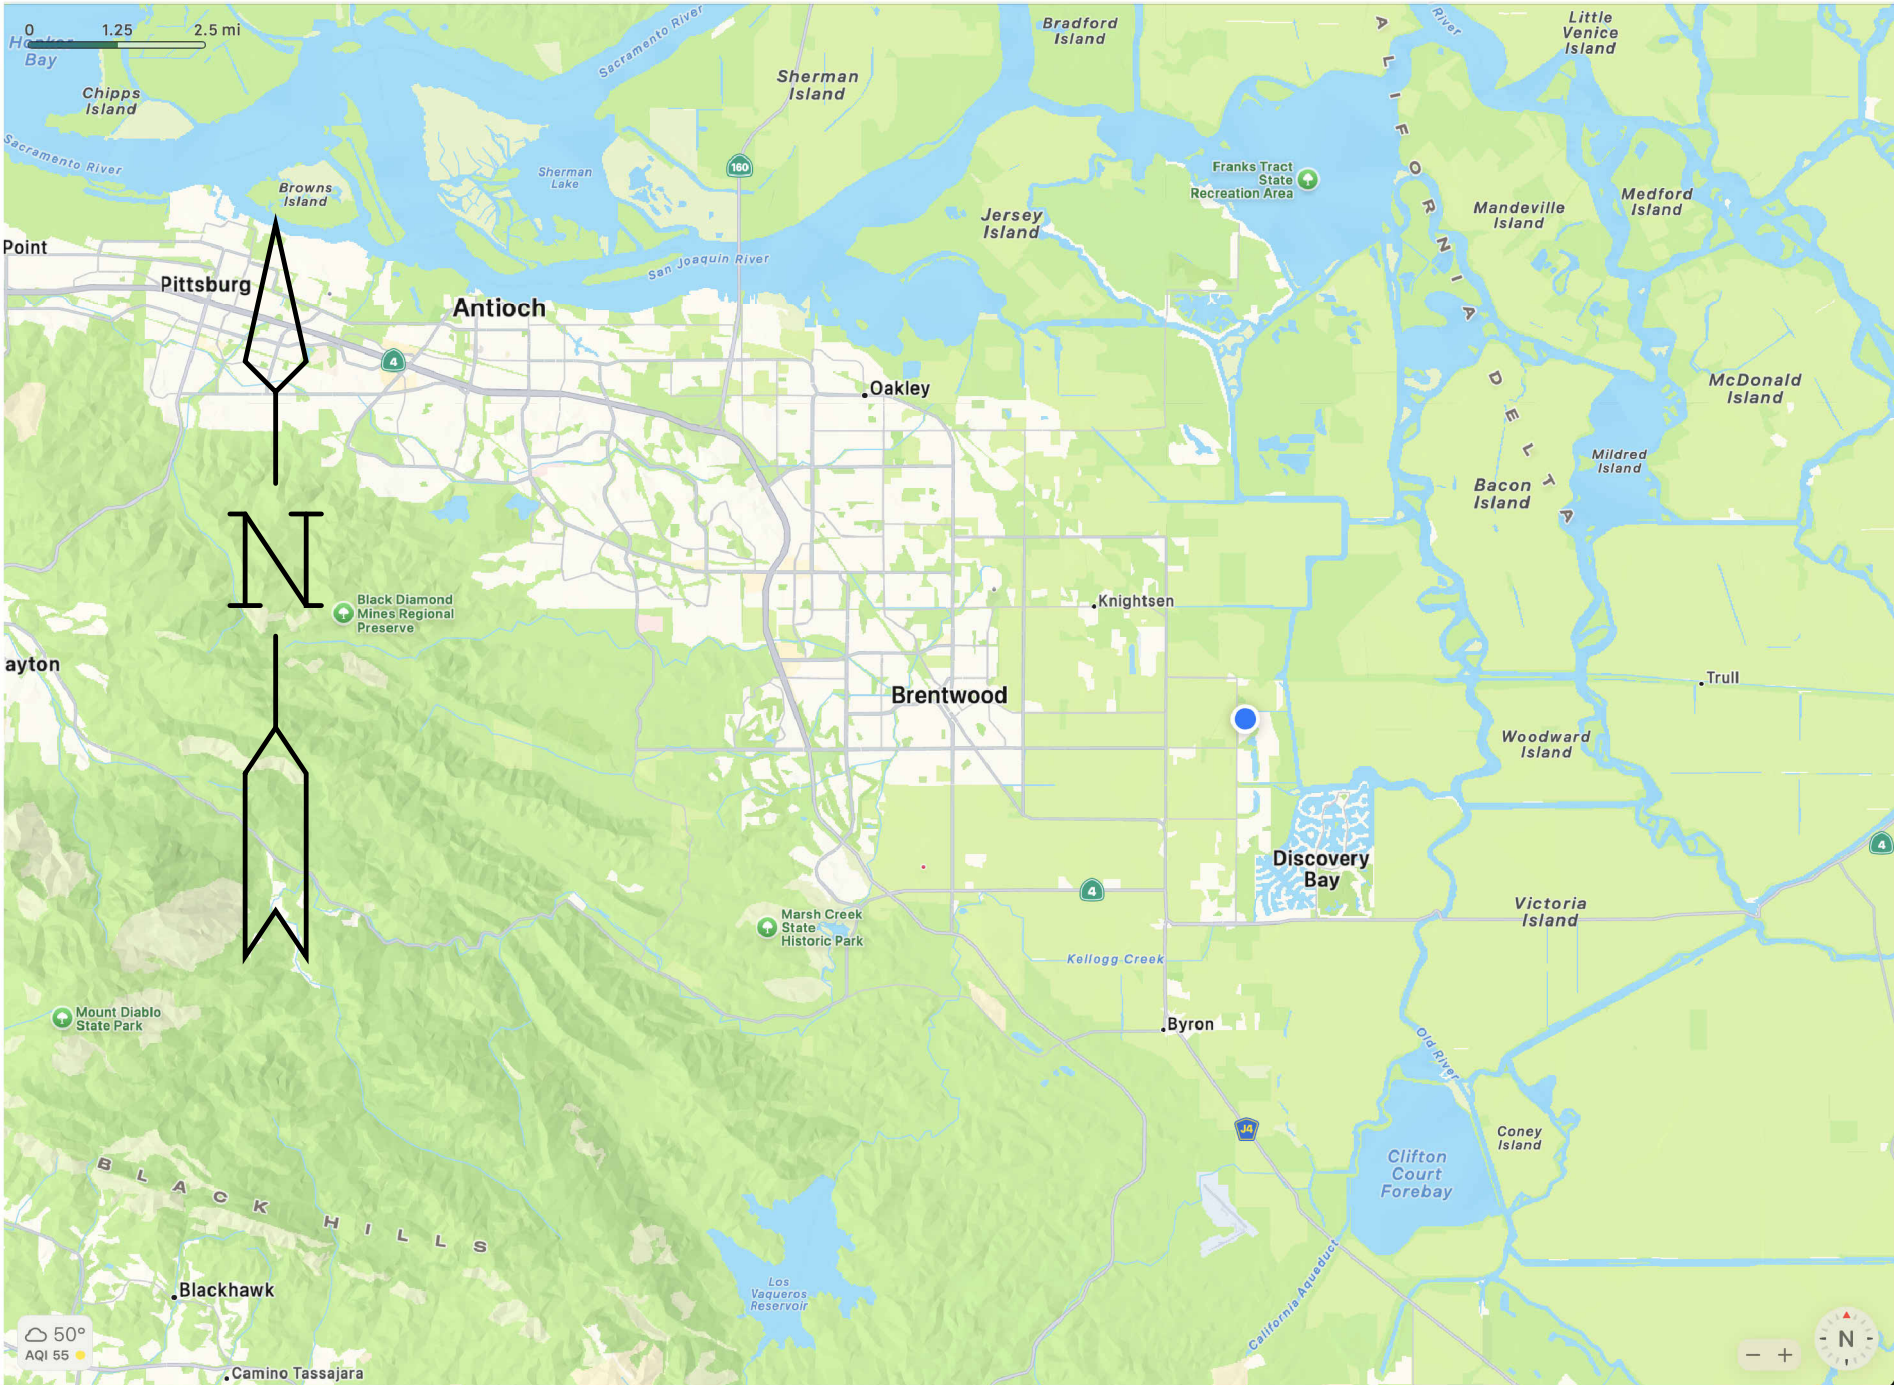 0 1.25 2.5 mi
Honker
Bay
Chipps
Island
Sacramento River
Sacramento River
Sherman
Island
Bradford
Island
River
Little
Venice
Island
160
Sherman
Lake
Browns
Island
Franks Tract
State
Recreation Area
CALIFORNIA DELTA
Mandeville
Island
Medford
Island
Jersey
Island
San Joaquin River
Point
Pittsburg
Antioch
4
Oakley
McDonald
Island
Mildred
Island
Bacon
Island
N
Black Diamond
Mines Regional
Preserve
Knightsen
ayton
Brentwood
Trull
Woodward
Island
4
Discovery
Bay
4
Victoria
Island
Marsh Creek
State
Historic Park
Kellogg Creek
Mount Diablo
State Park
Byron
Old River
J4
Coney
Island
Clifton
Court
Forebay
BLACK HILLS
Los
Vaqueros
Reservoir
California Aqueduct
Blackhawk
50°
AQI 55
Camino Tassajara
− +
N